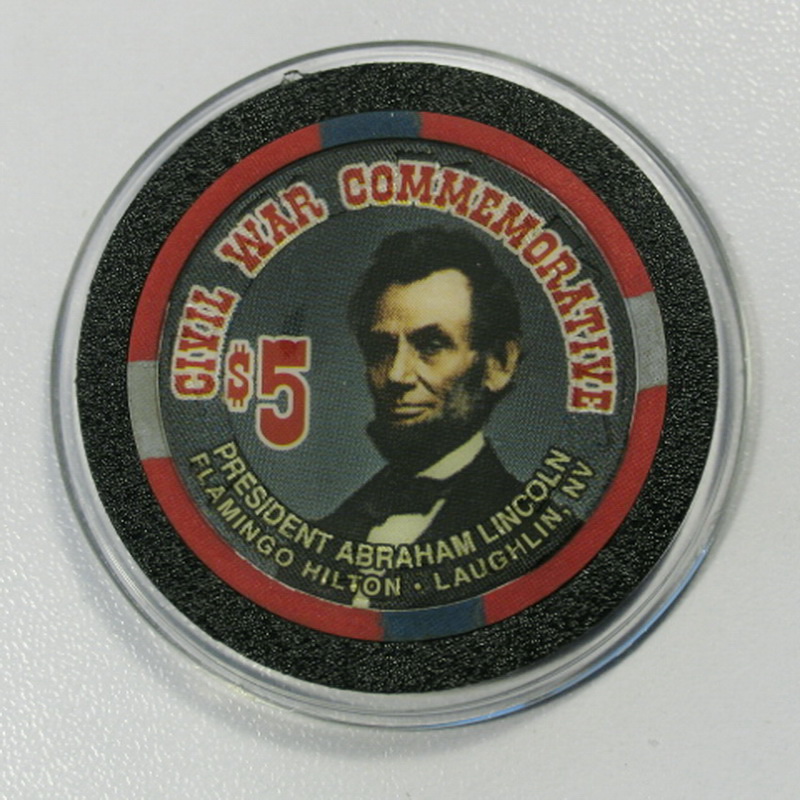 CIVIL WAR COMMEMORATIVE
$5
PRESIDENT ABRAHAM LINCOLN
FLAMINGO HILTON · LAUGHLIN, NV